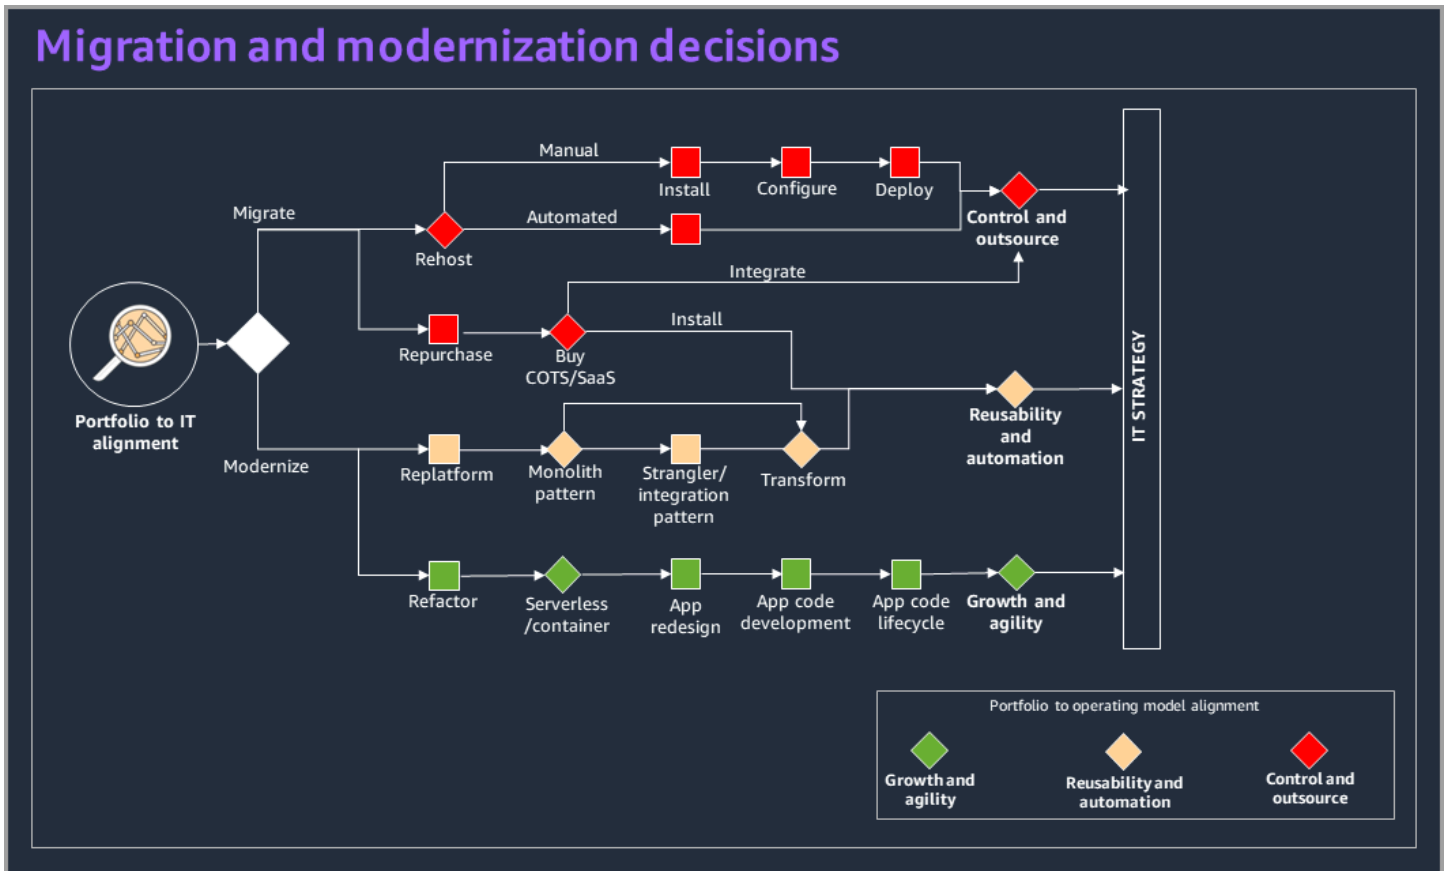 Migration and modernization decisions
Manual
Install
Configure
Deploy
Migrate
Automated
Control and
outsource
Rehost
Integrate
Install
Repurchase
Buy
COTS/SaaS
Portfolio to IT
alignment
IT STRATEGY
Reusability
and
automation
Modernize
Replatform
Monolith
pattern
Strangler/
integration
pattern
Transform
Refactor
Serverless
/container
App
redesign
App code
development
App code
lifecycle
Growth and
agility
Portfolio to operating model alignment
Growth and
agility
Reusability and
automation
Control and
outsource